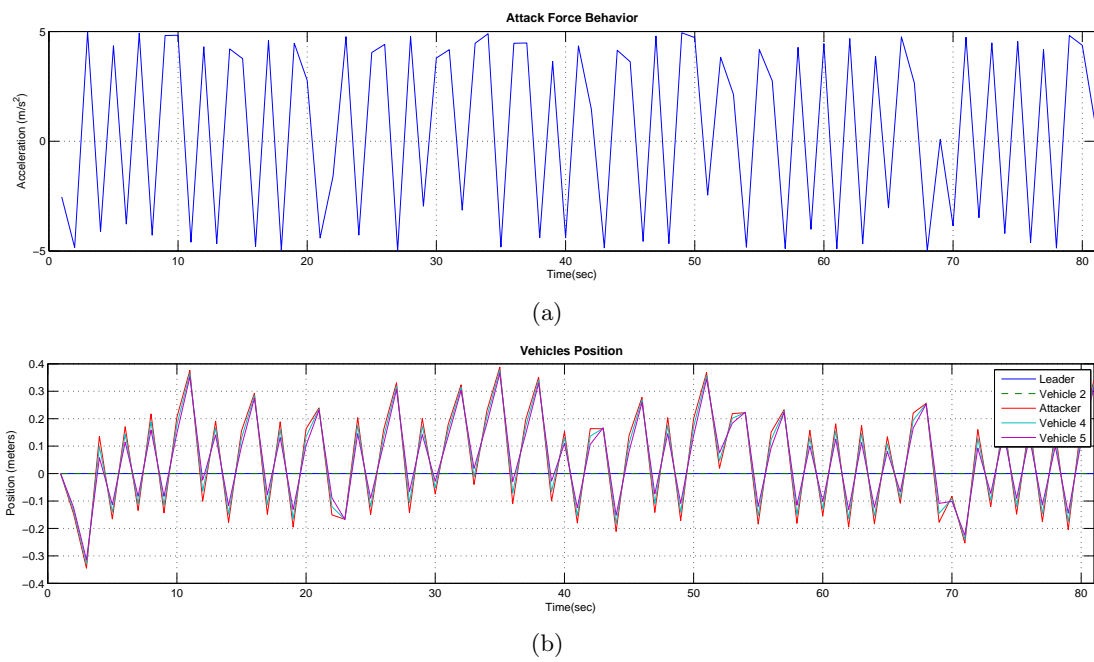 Attack Force Behavior
5
0
−5
Acceleration (m/s²)
0 10 20 30 40 50 60 70 80
Time(sec)
(a)
Vehicles Position
0.4
0.3
0.2
0.1
0
−0.1
−0.2
−0.3
−0.4
Position (meters)
Leader
Vehicle 2
Attacker
Vehicle 4
Vehicle 5
0 10 20 30 40 50 60 70 80
Time(sec)
(b)